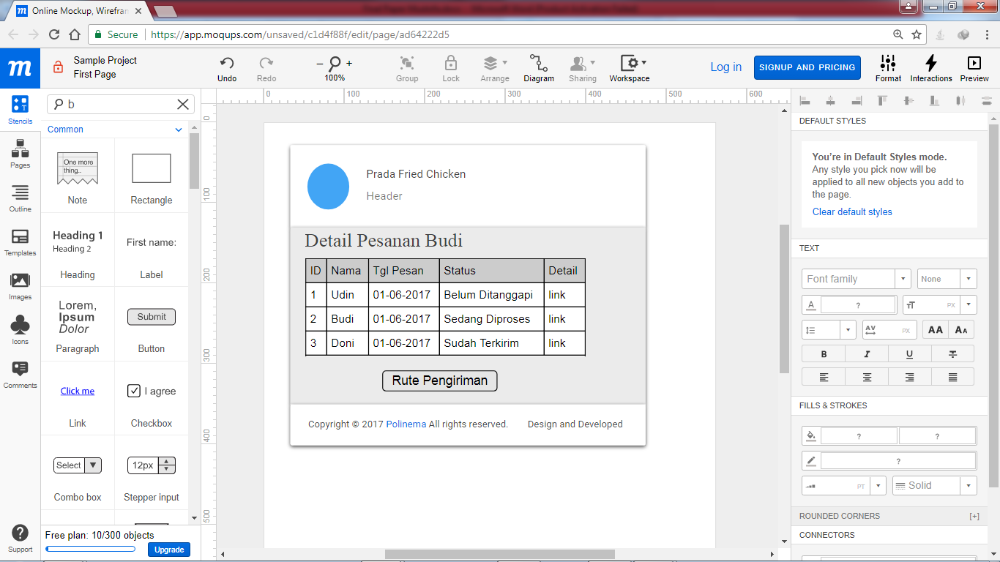 Online Mockup, Wirefran
Secure
https://app.moqups.com/unsaved/c1d4f88f/edit/page/ad64222d5
m
Sample Project
First Page
Undo
Redo
– +
100%
Group
Lock
Arrange
Diagram
Sharing
Workspace
Log in
SIGNUP AND PRICING
Format
Interactions
Preview
Stencils
Pages
Outline
Templates
Images
Icons
Comments
Support
b
Common
One more
thing..
Note
Rectangle
Heading 1
Heading 2
Heading
First name:
Label
Lorem,
Ipsum
Dolor
Paragraph
Submit
Button
Click me
Link
I agree
Checkbox
Select
Combo box
12px
Stepper input
Free plan: 10/300 objects
Upgrade
0 100 200 300 400 500 600
0
100
200
300
400
500
Prada Fried Chicken
Header
Detail Pesanan Budi
ID Nama Tgl Pesan Status Detail
1 Udin 01-06-2017 Belum Ditanggapi link
2 Budi 01-06-2017 Sedang Diproses link
3 Doni 01-06-2017 Sudah Terkirim link
Rute Pengiriman
Copyright © 2017 Polinema All rights reserved. Design and Developed
DEFAULT STYLES
You’re in Default Styles mode.
Any style you pick now will be
applied to all new objects you add to
the page.
Clear default styles
TEXT
Font family
None
A ? TT PX
AV PX AA AA
B I U T
FILLS & STROKES
? ?
?
PT Solid
ROUNDED CORNERS [+]
CONNECTORS